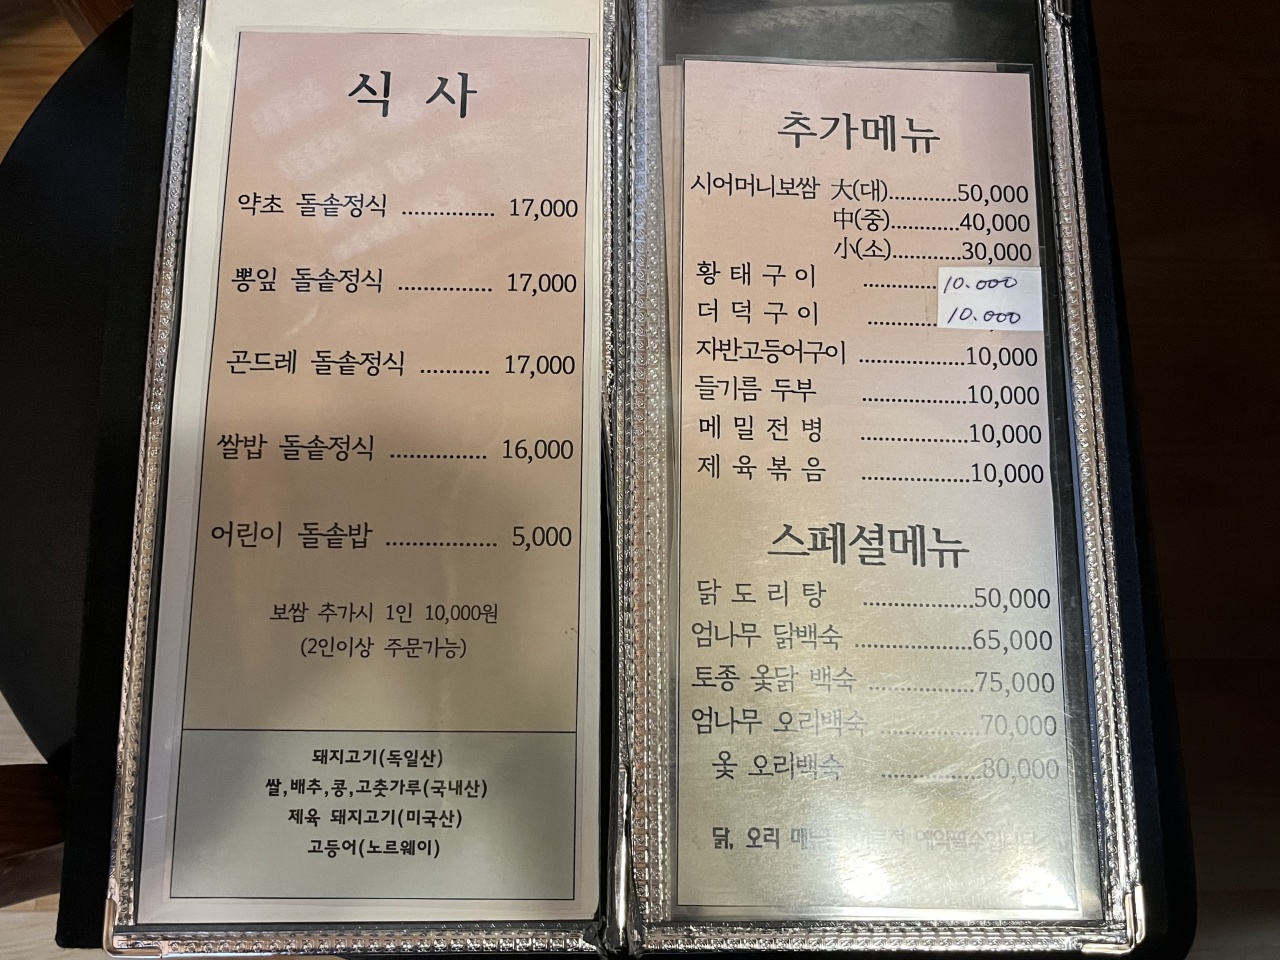 식 사
약초 돌솥정식 .............. 17,000
뽕잎 돌솥정식 .............. 17,000
곤드레 돌솥정식 ........... 17,000
쌀밥 돌솥정식 ............... 16,000
어린이 돌솥밥 ................. 5,000
보쌈 추가시 1인 10,000원
(2인이상 주문가능)
돼지고기(독일산)
쌀,배추,콩,고춧가루(국내산)
제육 돼지고기(미국산)
고등어(노르웨이)
추가메뉴
시어머니보쌈 大(대)............50,000
中(중)............40,000
小(소)............30,000
황 태 구 이 ............10.000
더 덕 구 이 ............10.000
자반고등어구이 ..................10,000
들기름 두부 ..................10,000
메 밀 전 병 ..................10,000
제 육 볶 음 ..................10,000
스페셜메뉴
닭 도 리 탕 ..................50,000
엄나무 닭백숙 ...................65,000
토종 옻닭 백숙 ..................75,000
엄나무 오리백숙 ..................70,000
옻 오리백숙 .................80,000
닭, 오리